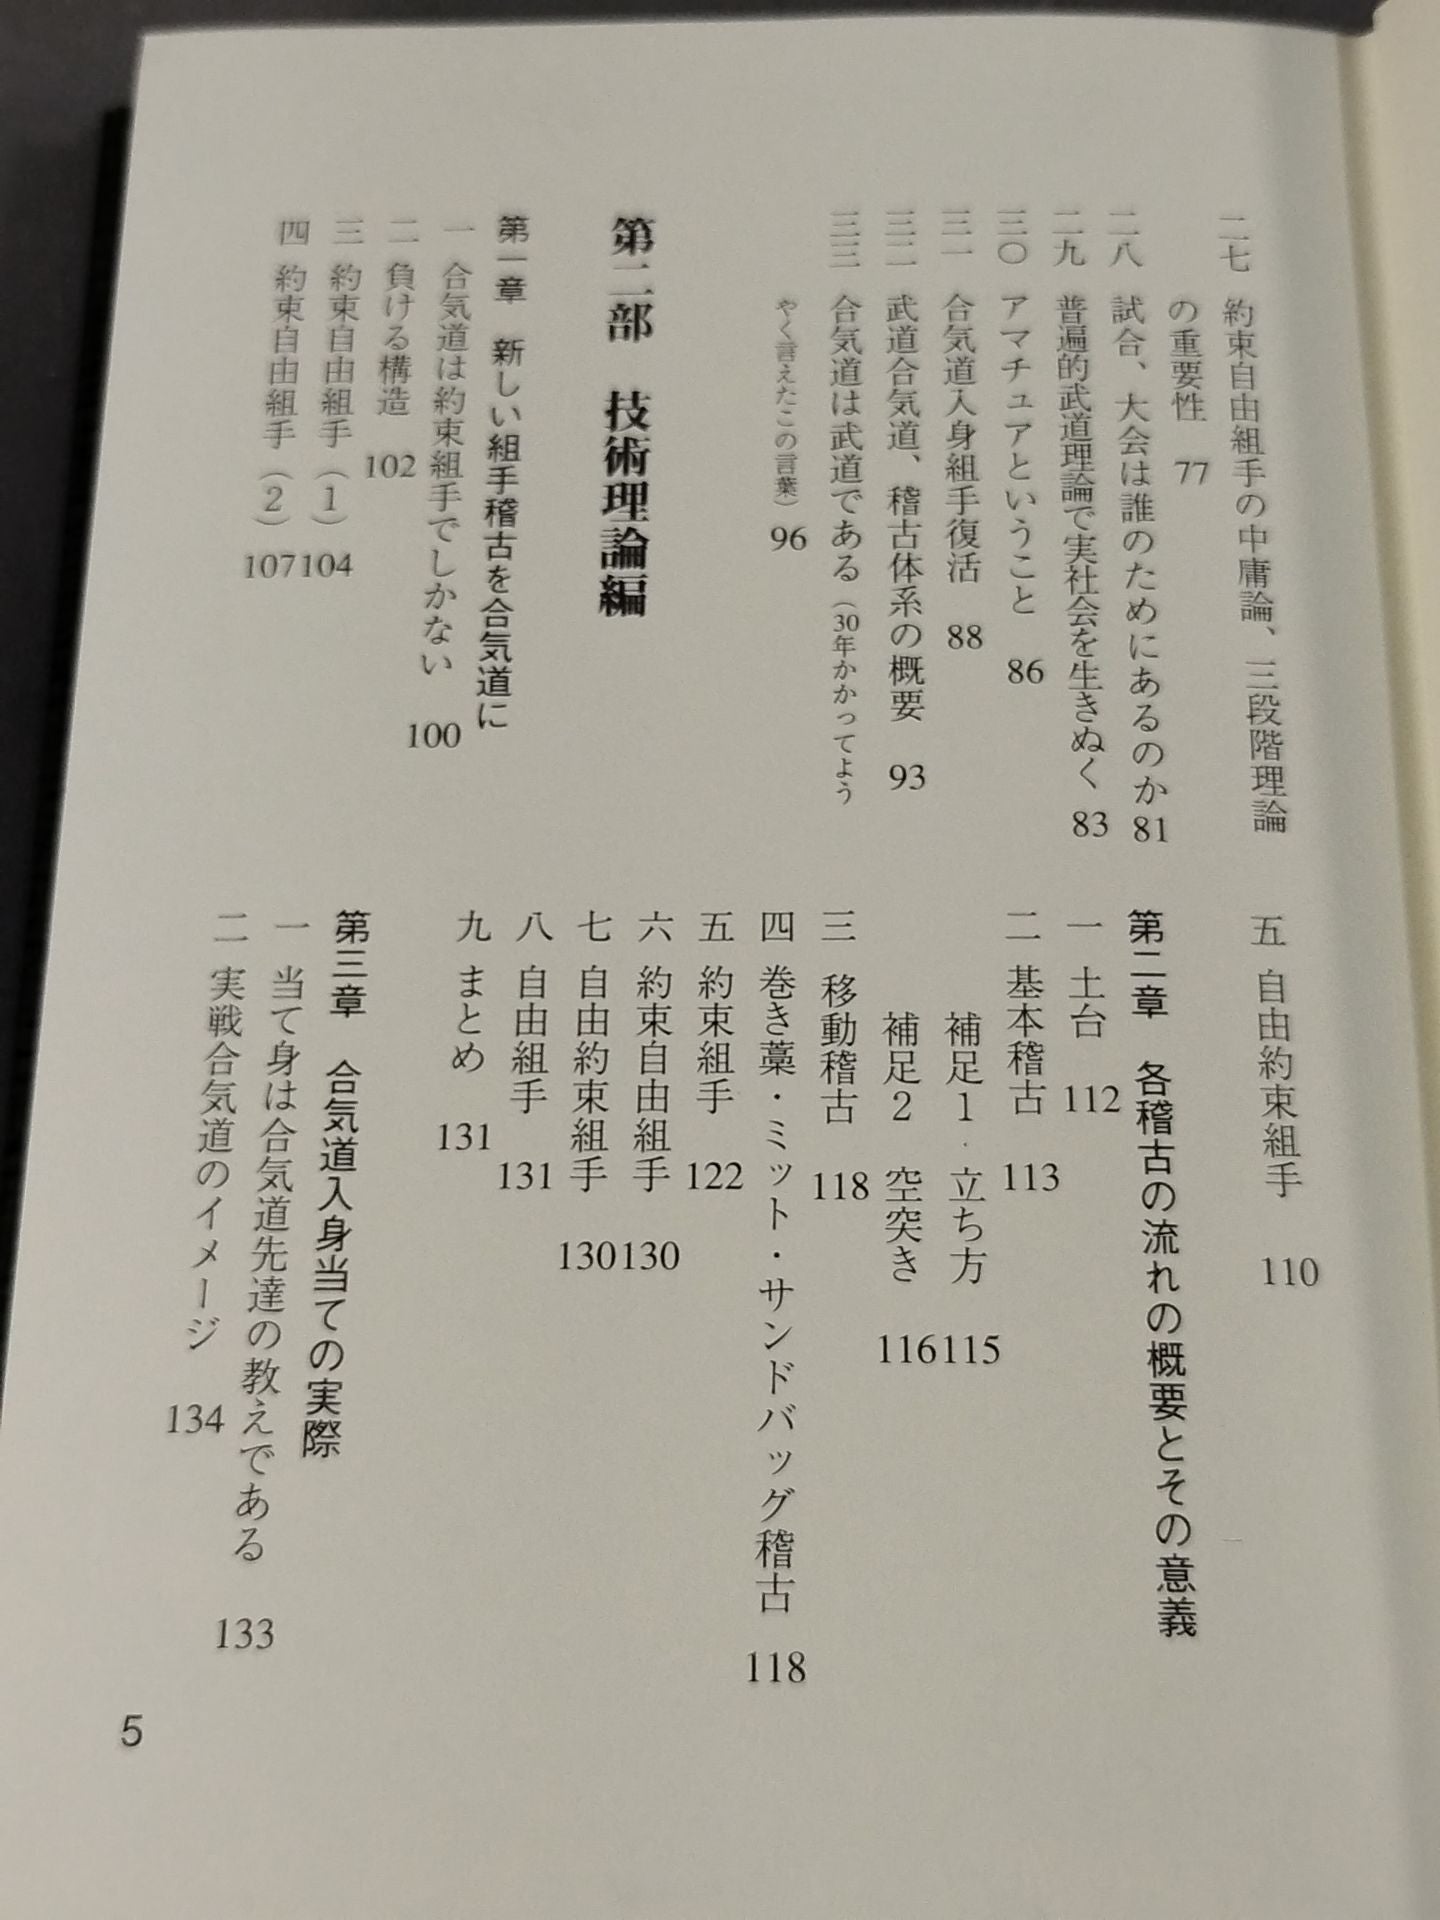 二七 約束自由組手の中庸論、三段階理論
の重要性 77
二八 試合、大会は誰のためにあるのか 81
二九 普遍的武道理論で実社会を生きぬく 83
三〇 アマチュアということ 86
三一 合気道入身組手復活 88
三二 武道合気道、稽古体系の概要 93
三三 合気道は武道である（30年かかってよう
やく言えたこの言葉） 96
第二部 技術理論編
第一章 新しい組手稽古を合気道に
一 合気道は約束組手でしかない 100
二 負ける構造 102
三 約束自由組手（1） 104
四 約束自由組手（2） 107
五 自由約束組手 110
第二章 各稽古の流れの概要とその意義
一 土台 112
二 基本稽古 113
補足1・立ち方 115
補足2 空突き 116
三 移動稽古 118
四 巻き藁・ミット・サンドバッグ稽古 118
五 約束組手 122
六 約束自由組手 130
七 自由約束組手 130
八 自由組手 131
九 まとめ 131
第三章 合気道入身当ての実際
一 当て身は合気道先達の教えである 133
二 実戦合気道のイメージ 134
5